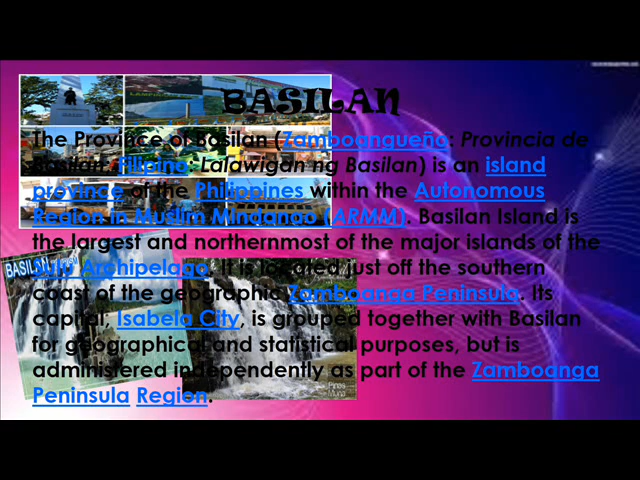 BASILAN
The Province of Basilan (Zamboangueño: Provincia de
Basilan; Filipino: Lalawigan ng Basilan) is an island
province of the Philippines within the Autonomous
Region in Muslim Mindanao (ARMM). Basilan Island is
the largest and northernmost of the major islands of the
Sulu Archipelago. It is located just off the southern
coast of the geographic Zamboanga Peninsula. Its
capital, Isabela City, is grouped together with Basilan
for geographical and statistical purposes, but is
administered independently as part of the Zamboanga
Peninsula Region.
BASILAN